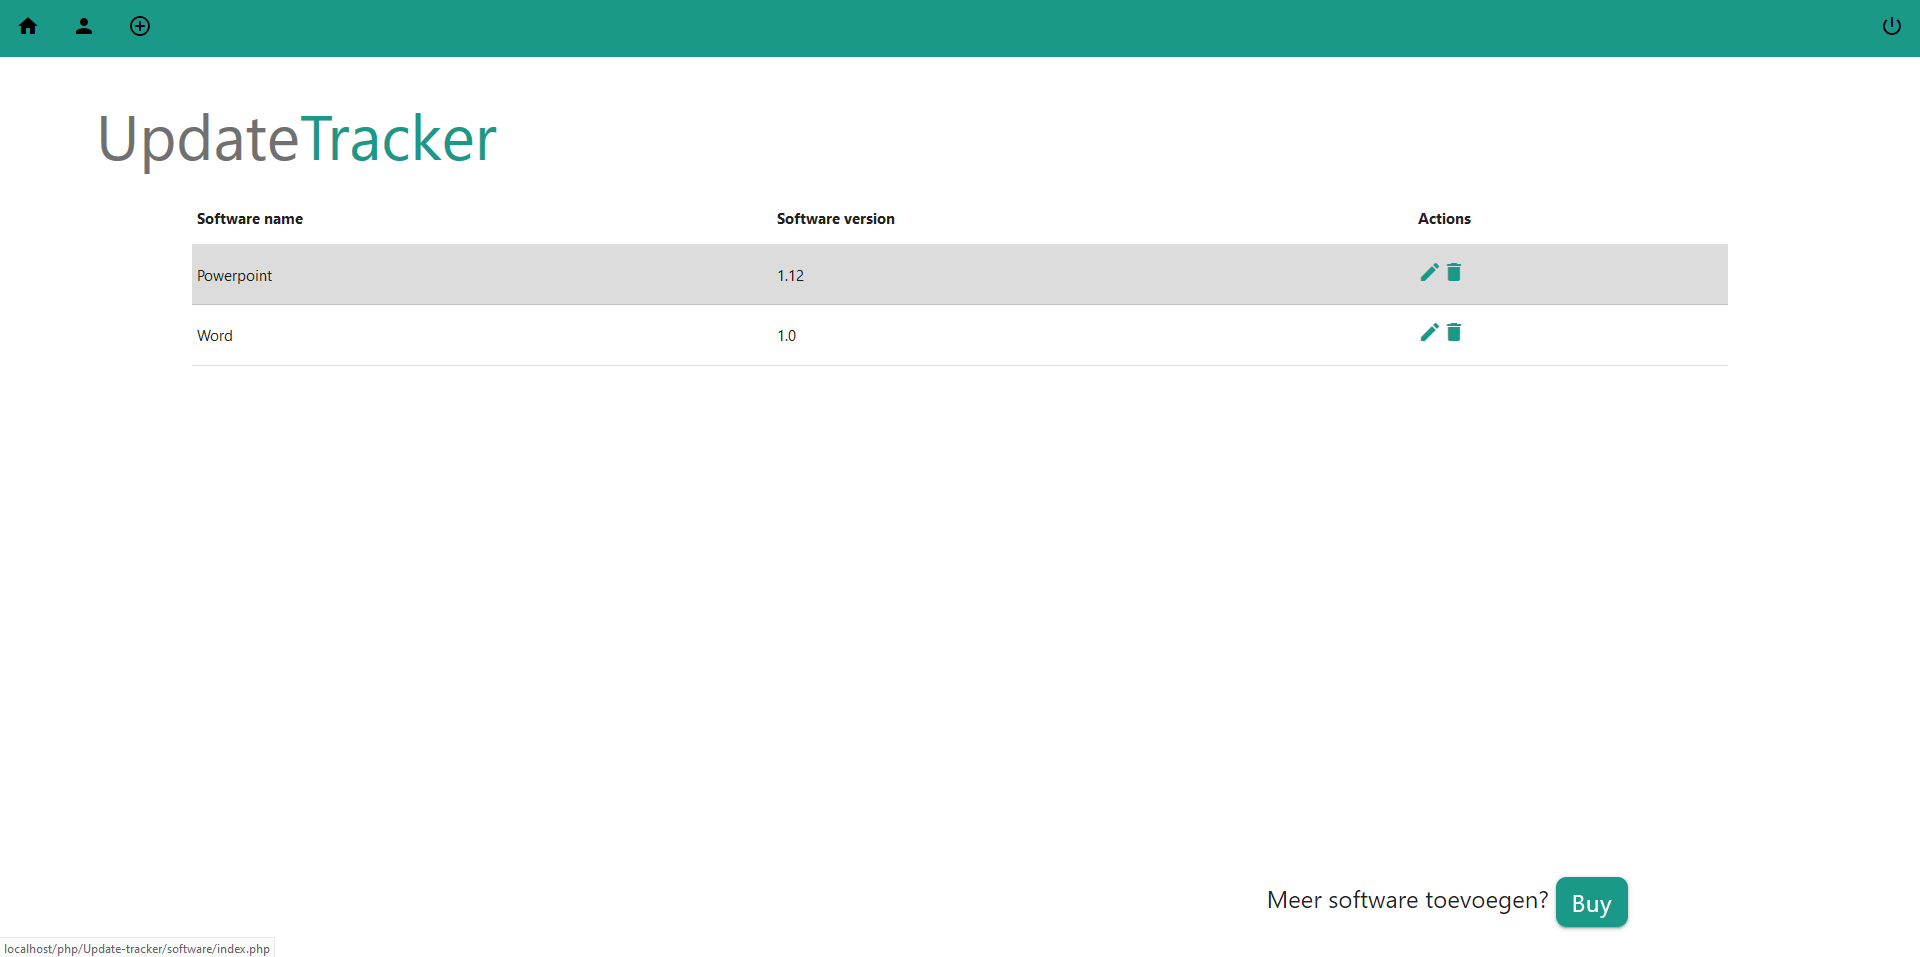 UpdateTracker
Software name Software version Actions
Powerpoint 1.12
Word 1.0
Meer software toevoegen? Buy
localhost/php/Update-tracker/software/index.php